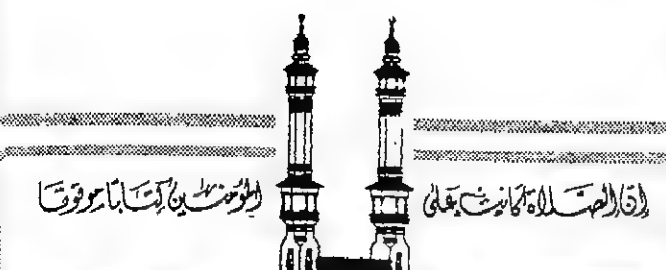 إن الصلاة كانت على المؤمنين كتابا موقوتا